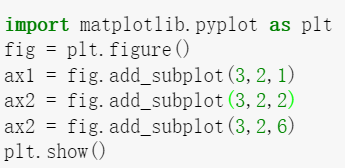 import matplotlib.pyplot as plt
fig = plt.figure()
ax1 = fig.add_subplot(3,2,1)
ax2 = fig.add_subplot(3,2,2)
ax2 = fig.add_subplot(3,2,6)
plt.show()